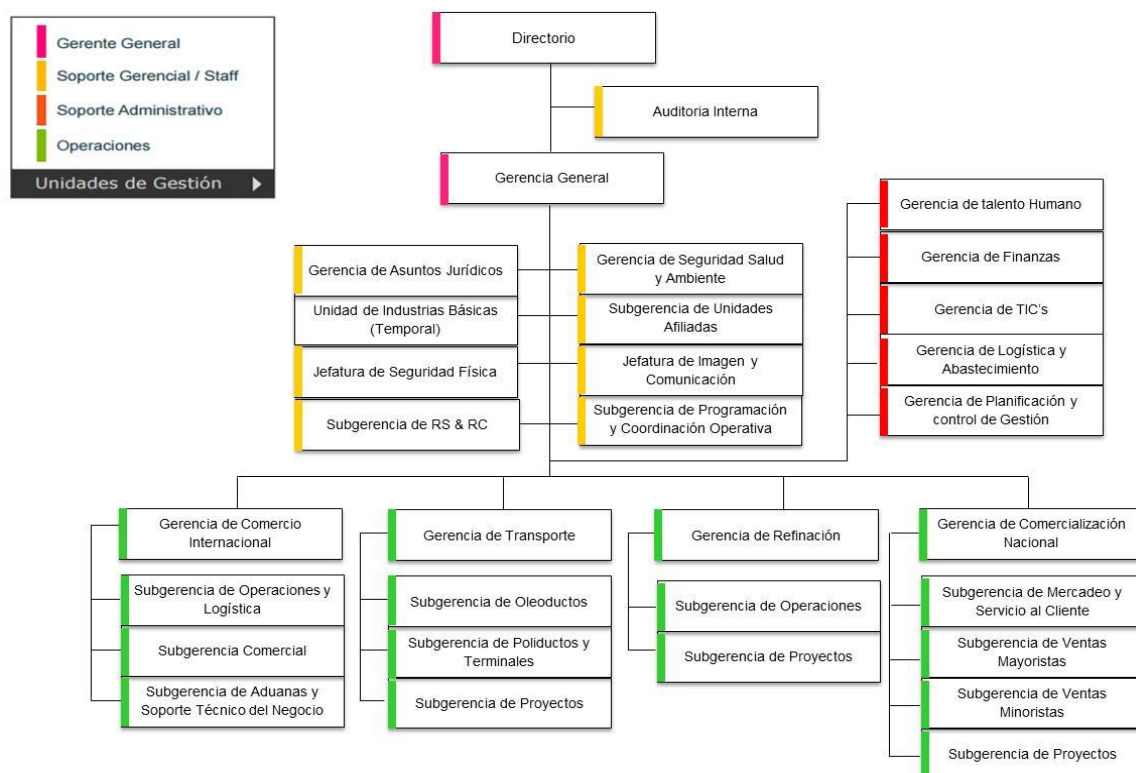 Gerente General
Soporte Gerencial / Staff
Soporte Administrativo
Operaciones
Unidades de Gestión
Directorio
Auditoria Interna
Gerencia General
Gerencia de Asuntos Jurídicos
Unidad de Industrias Básicas
(Temporal)
Jefatura de Seguridad Física
Subgerencia de RS & RC
Gerencia de Seguridad Salud
y Ambiente
Subgerencia de Unidades
Afiliadas
Jefatura de Imagen y
Comunicación
Subgerencia de Programación
y Coordinación Operativa
Gerencia de talento Humano
Gerencia de Finanzas
Gerencia de TIC's
Gerencia de Logística y
Abastecimiento
Gerencia de Planificación y
control de Gestión
Gerencia de Comercio
Internacional
Subgerencia de Operaciones y
Logística
Subgerencia Comercial
Subgerencia de Aduanas y
Soporte Técnico del Negocio
Gerencia de Transporte
Subgerencia de Oleoductos
Subgerencia de Poliductos y
Terminales
Subgerencia de Proyectos
Gerencia de Refinación
Subgerencia de Operaciones
Subgerencia de Proyectos
Gerencia de Comercialización
Nacional
Subgerencia de Mercadeo y
Servicio al Cliente
Subgerencia de Ventas
Mayoristas
Subgerencia de Ventas
Minoristas
Subgerencia de Proyectos